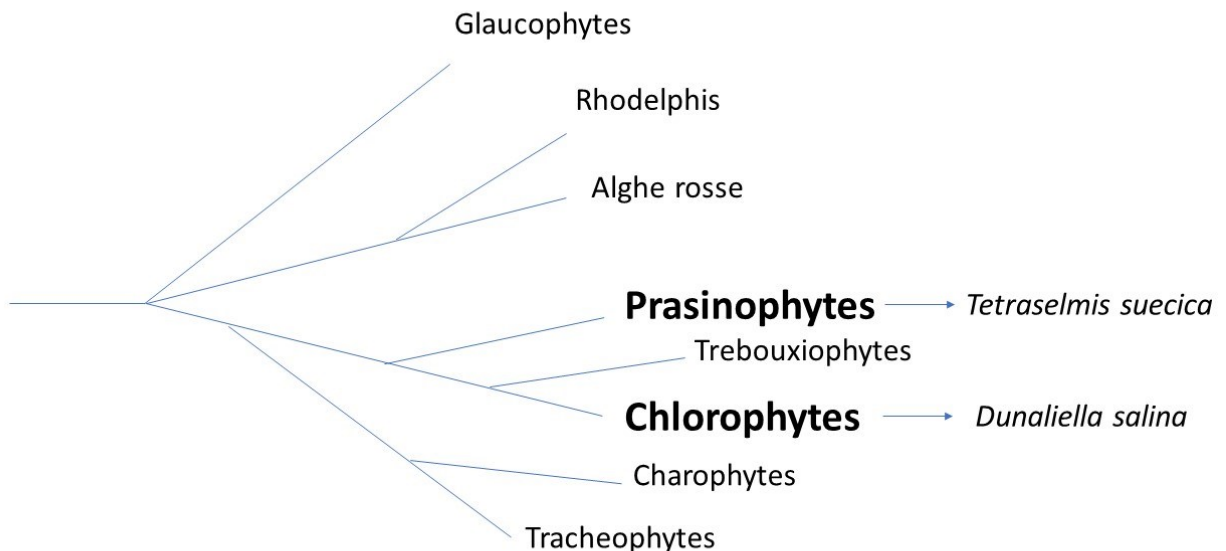 Glaucophytes
Rhodelphis
Alghe rosse
Prasinophytes
Tetraselmis suecica
Trebouxiophytes
Chlorophytes
Dunaliella salina
Charophytes
Tracheophytes